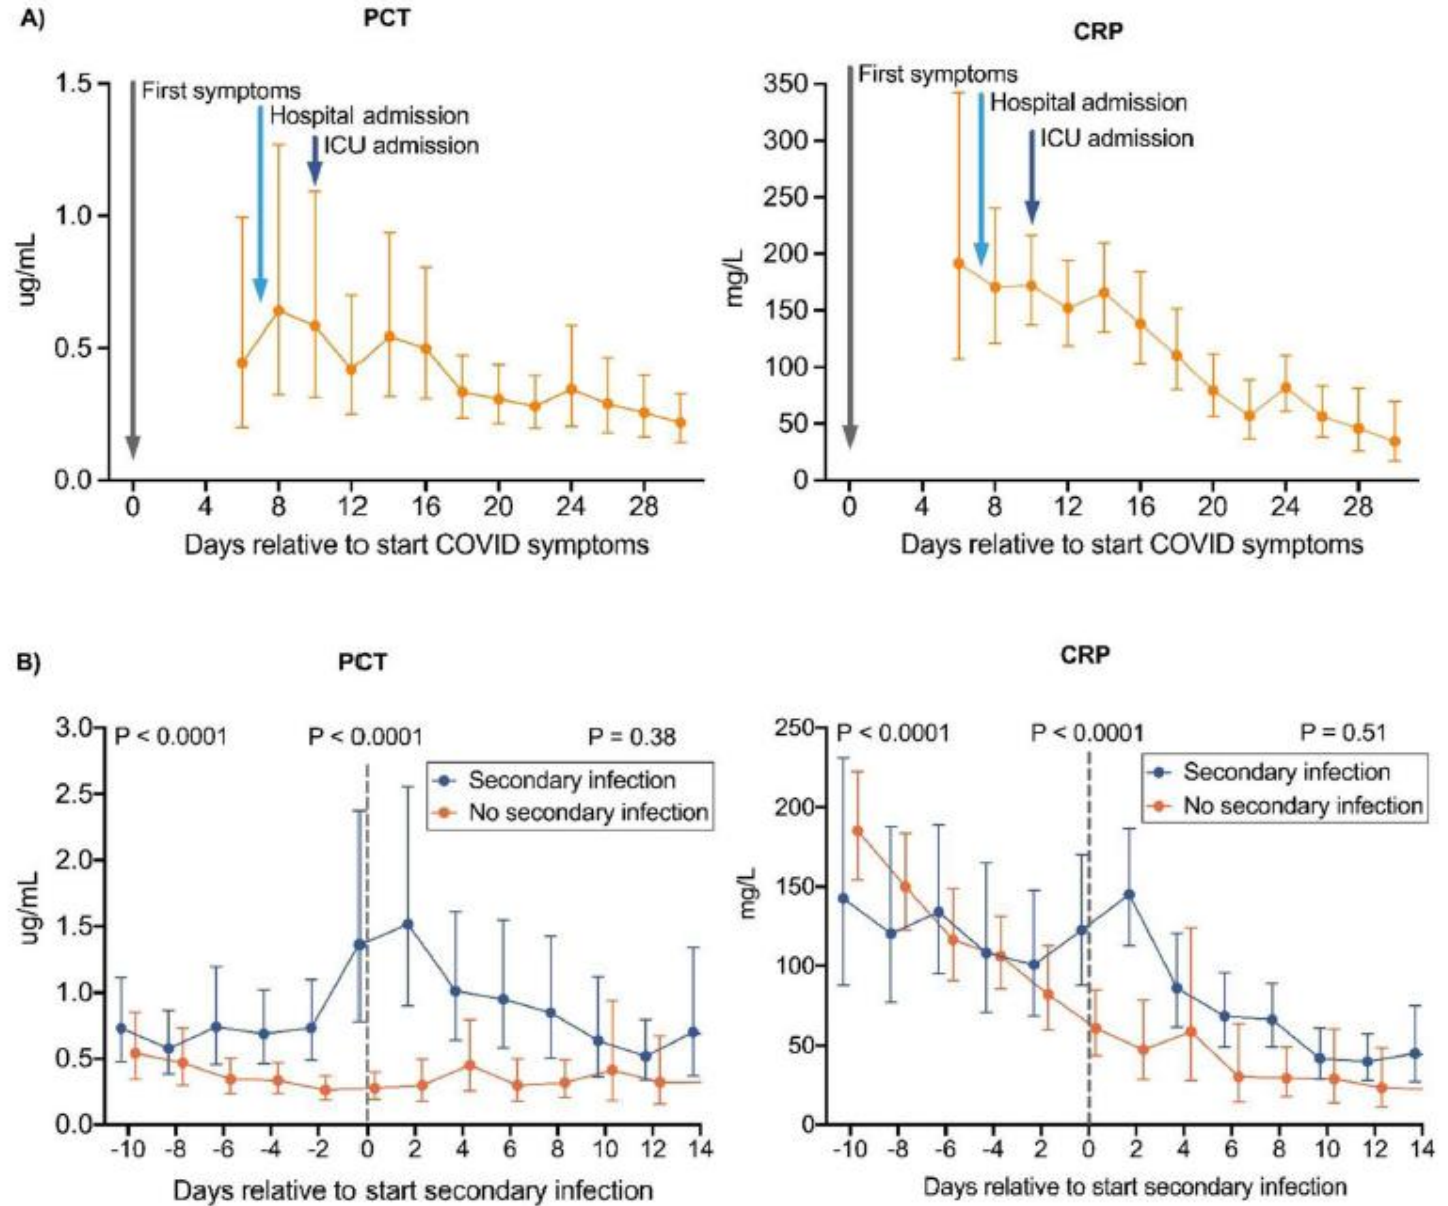 A)
PCT
1.5
1.0
0.5
0.0
ug/mL
First symptoms
Hospital admission
ICU admission
0 4 8 12 16 20 24 28
Days relative to start COVID symptoms
CRP
350
300
250
200
150
100
50
0
mg/L
First symptoms
Hospital admission
ICU admission
0 4 8 12 16 20 24 28
Days relative to start COVID symptoms
B)
PCT
3.0
2.5
2.0
1.5
1.0
0.5
0.0
ug/mL
P < 0.0001 P < 0.0001 P = 0.38
Secondary infection
No secondary infection
-10 -8 -6 -4 -2 0 2 4 6 8 10 12 14
Days relative to start secondary infection
CRP
250
200
150
100
50
0
mg/L
P < 0.0001 P < 0.0001 P = 0.51
Secondary infection
No secondary infection
-10 -8 -6 -4 2 0 2 4 6 8 10 12 14
Days relative to start secondary infection